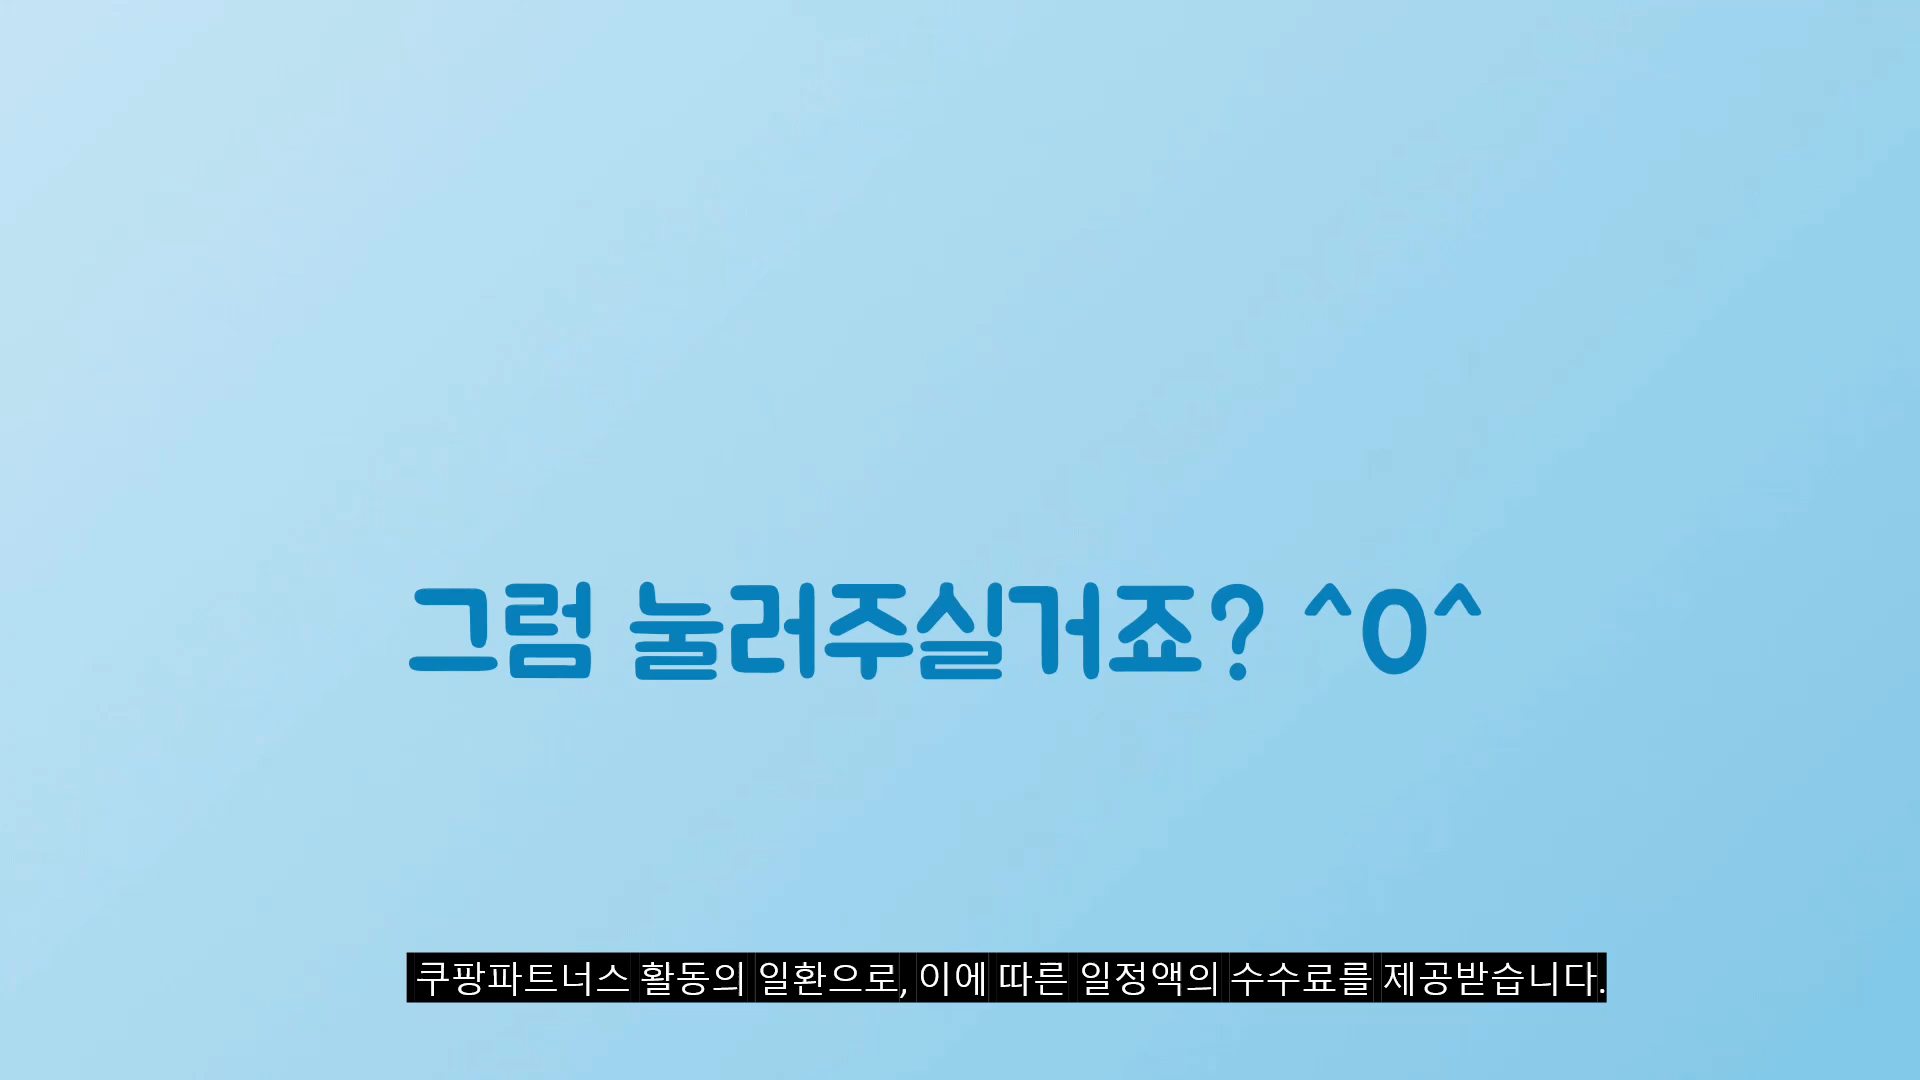 그럼 눌러주실거죠? ^0^
쿠팡파트너스 활동의 일환으로, 이에 따른 일정액의 수수료를 제공받습니다.